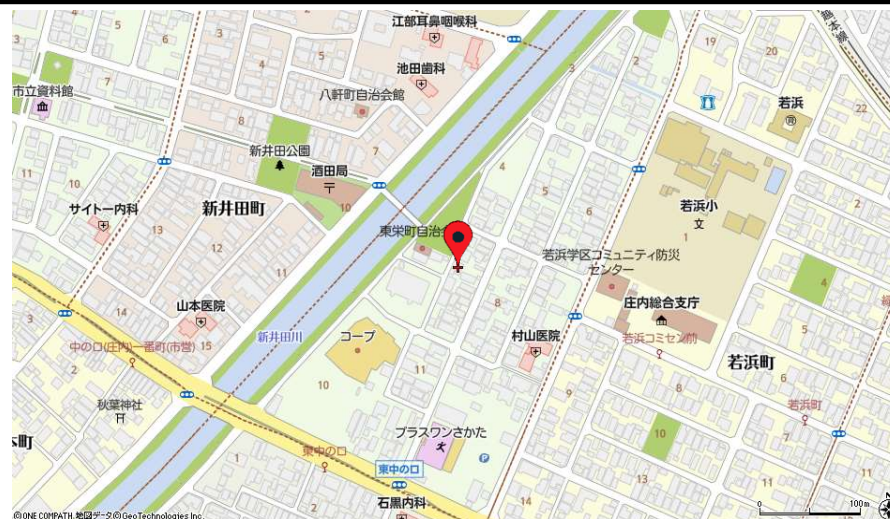 江部耳鼻咽喉科
池田歯科
八軒町自治会館
市立資料館
新井田公園
酒田局
サイトー内科
新井田町
東栄町自治会
若浜
若浜小
若浜学区コミュニティ防災
センター
庄内総合支庁
若浜コミセン前
若浜町
若浜町
山本医院
新井田川
コープ
村山医院
中の口(庄内)一番町(市営)
秋葉神社
本町
プラスワンさかた
東中の口
東中の口
石黒内科
100m
©ONE COMPATH, 地図データ©GeoTechnologies Inc.